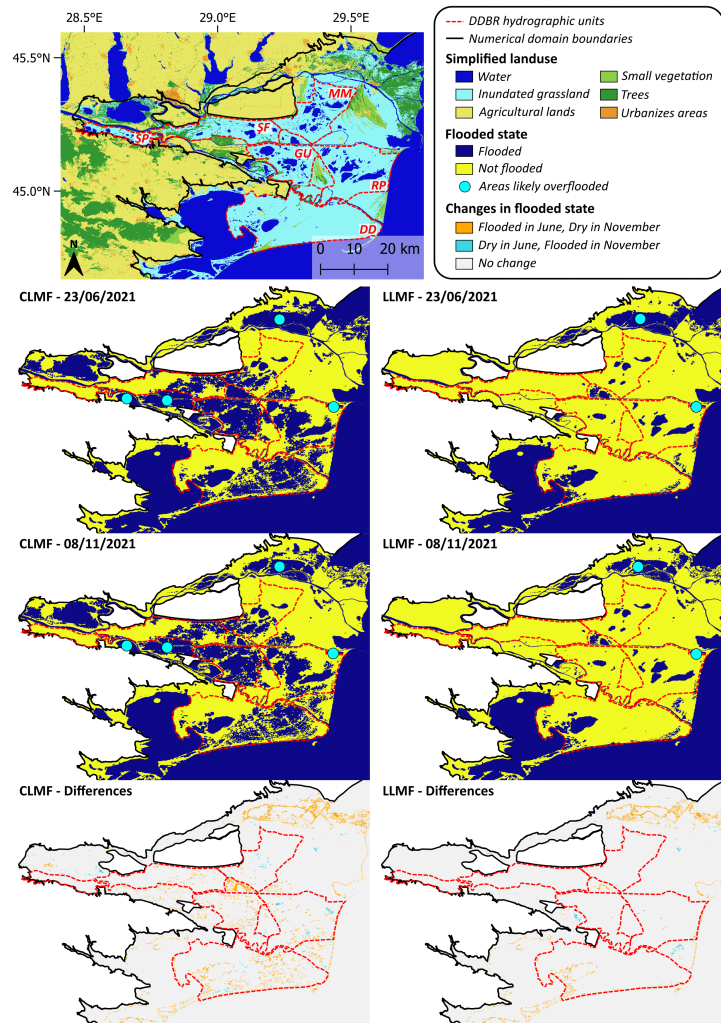 28.5°E
29.0°E
29.5°E
45.5°N
45.0°N
MM
SF
SP
GU
RP
DD
N
0 10 20 km
DDBR hydrographic units
Numerical domain boundaries
Simplified landuse
Water
Small vegetation
Inundated grassland
Trees
Agricultural lands
Urbanizes areas
Flooded state
Flooded
Not flooded
Areas likely overflooded
Changes in flooded state
Flooded in June, Dry in November
Dry in June, Flooded in November
No change
CLMF - 23/06/2021
LLMF - 23/06/2021
CLMF - 08/11/2021
LLMF - 08/11/2021
CLMF - Differences
LLMF - Differences